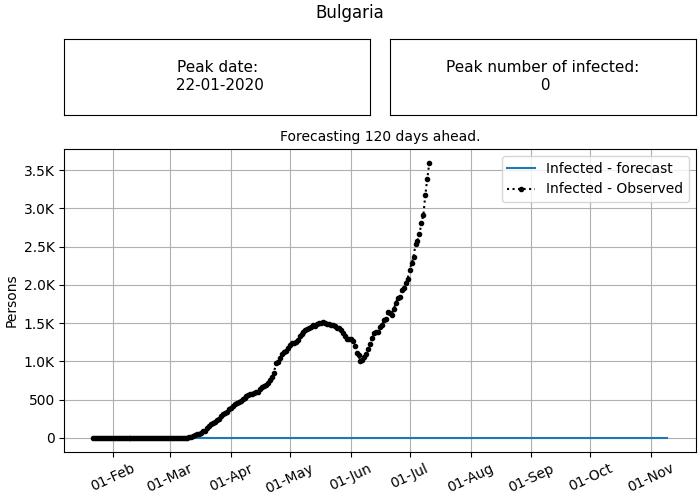 Bulgaria
Peak date:
22-01-2020
Peak number of infected:
0
Forecasting 120 days ahead.
Infected - forecast
Infected - Observed
Persons
3.5K
3.0K
2.5K
2.0K
1.5K
1.0K
500
0
01-Feb
01-Mar
01-Apr
01-May
01-Jun
01-Jul
01-Aug
01-Sep
01-Oct
01-Nov